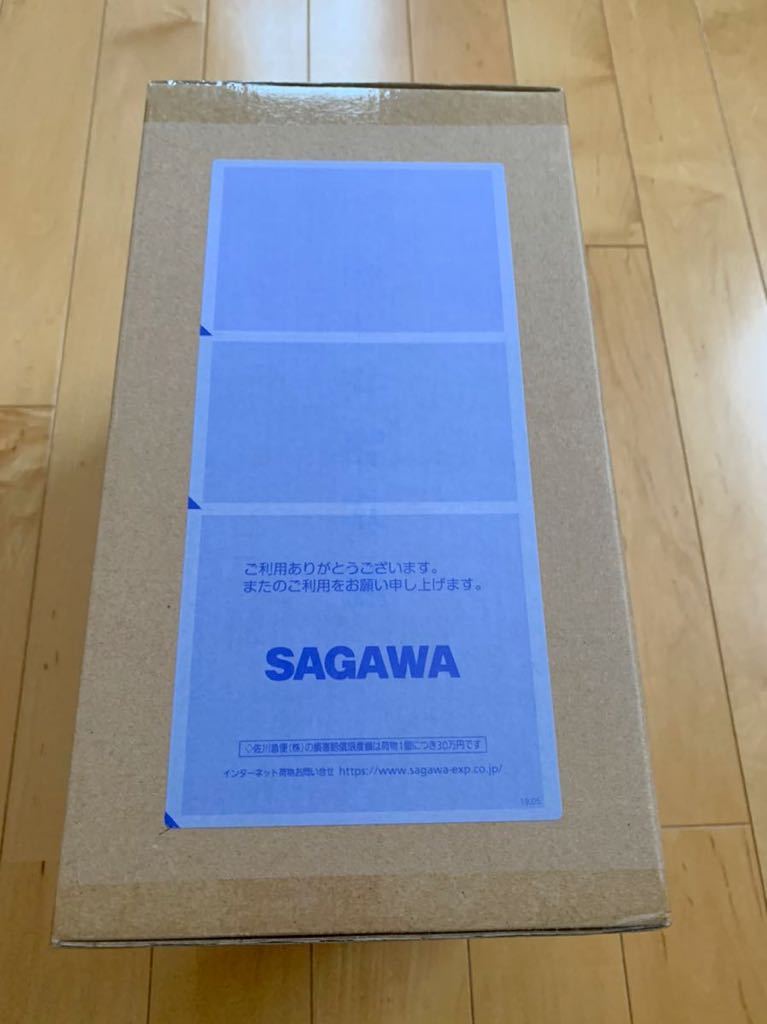 ご利用ありがとうございます。
またのご利用をお願い申し上げます。
SAGAWA
◇佐川急便(株)の損害賠償限度額は荷物1個につき30万円です
インターネット荷物お問い合せ https://www.sagawa-exp.co.jp/
19.05